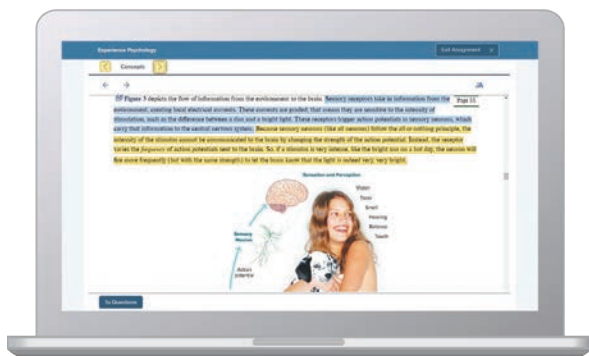 Experience Psychology
Exit Assignment X
Concepts
Figure 3 depicts the flow of information from the environment to the brain. Sensory receptors take in information from the
Page 55
environment, creating local electrical currents. These currents are graded; that means they are sensitive to the intensity of
stimulation, such as the difference between a dim and a bright light. These receptors trigger action potentials in sensory neurons, which
carry that information to the central nervous system. Because sensory neurons (like all neurons) follow the all-or-nothing principle, the
intensity of the stimulus cannot be communicated to the brain by changing the strength of the action potential. Instead, the receptor
varies the frequency of action potentials sent to the brain. So, if a stimulus is very intense, like the bright sun on a hot day, the neuron will
fire more frequently (but with the same strength) to let the brain know that the light is indeed very, very bright.
Sensation and Perception
Vision
Taste
Smell
Hearing
Balance
Touch
Sensory
Neuron
Action
potential
To Questions